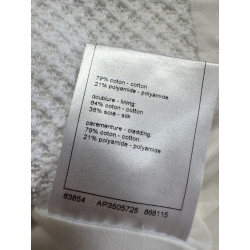 79% coton - cotton
21% polyamide - polyamide
doublure - lining:
64% coton - cotton
36% soie - silk
parementure - cladding:
79% coton - cotton
21% polyamide - polyamide
63854 AP3505725 868115